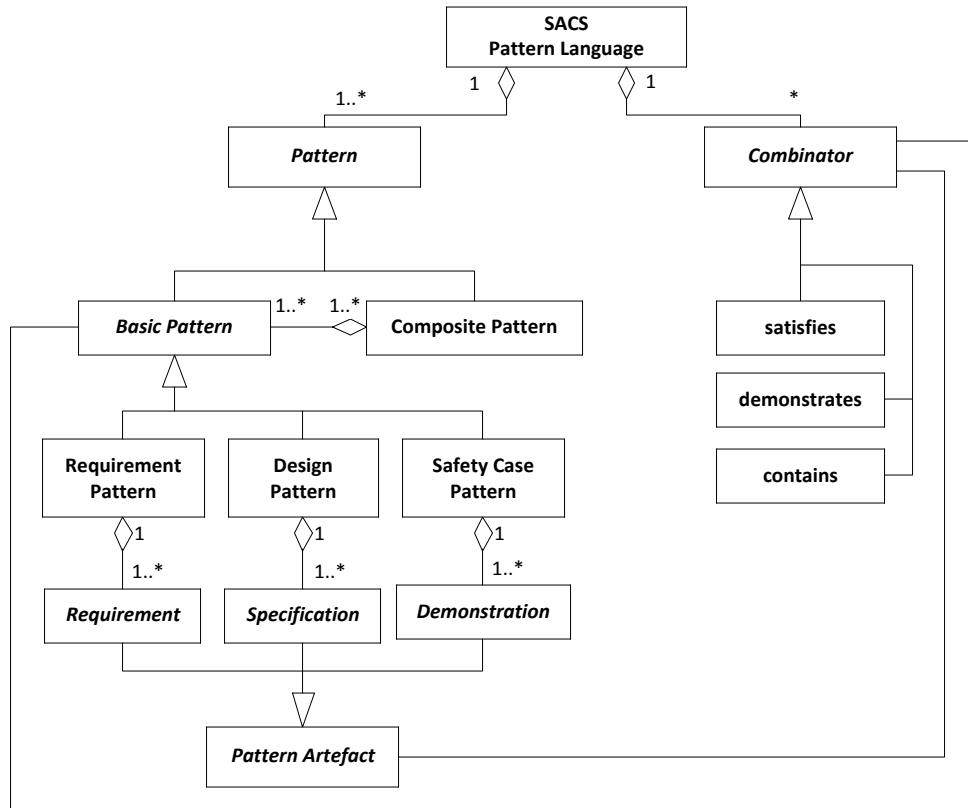 SACS
Pattern Language
1
1
1..*
*
Pattern
Combinator
Basic Pattern
1..*
1..*
Composite Pattern
satisfies
demonstrates
contains
Requirement
Pattern
Design
Pattern
Safety Case
Pattern
1
1
1
1..*
1..*
1..*
Requirement
Specification
Demonstration
Pattern Artefact